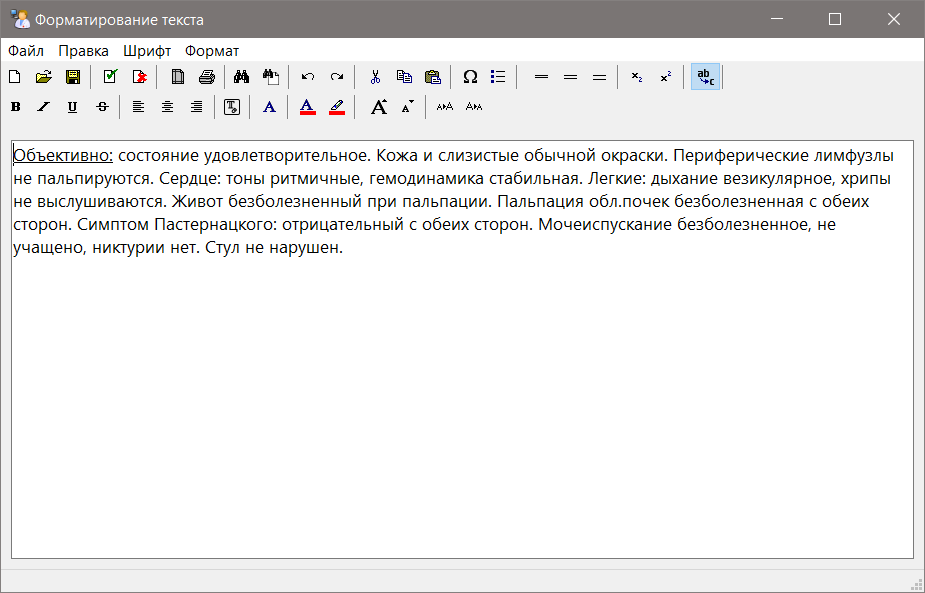 Форматирование текста
Файл Правка Шрифт Формат
Объективно: состояние удовлетворительное. Кожа и слизистые обычной окраски. Периферические лимфузлы
не пальпируются. Сердце: тоны ритмичные, гемодинамика стабильная. Легкие: дыхание везикулярное, хрипы
не выслушиваются. Живот безболезненный при пальпации. Пальпация обл.почек безболезненная с обеих
сторон. Симптом Пастернацкого: отрицательный с обеих сторон. Мочеиспускание безболезненное, не
учащено, никтурии нет. Стул не нарушен.